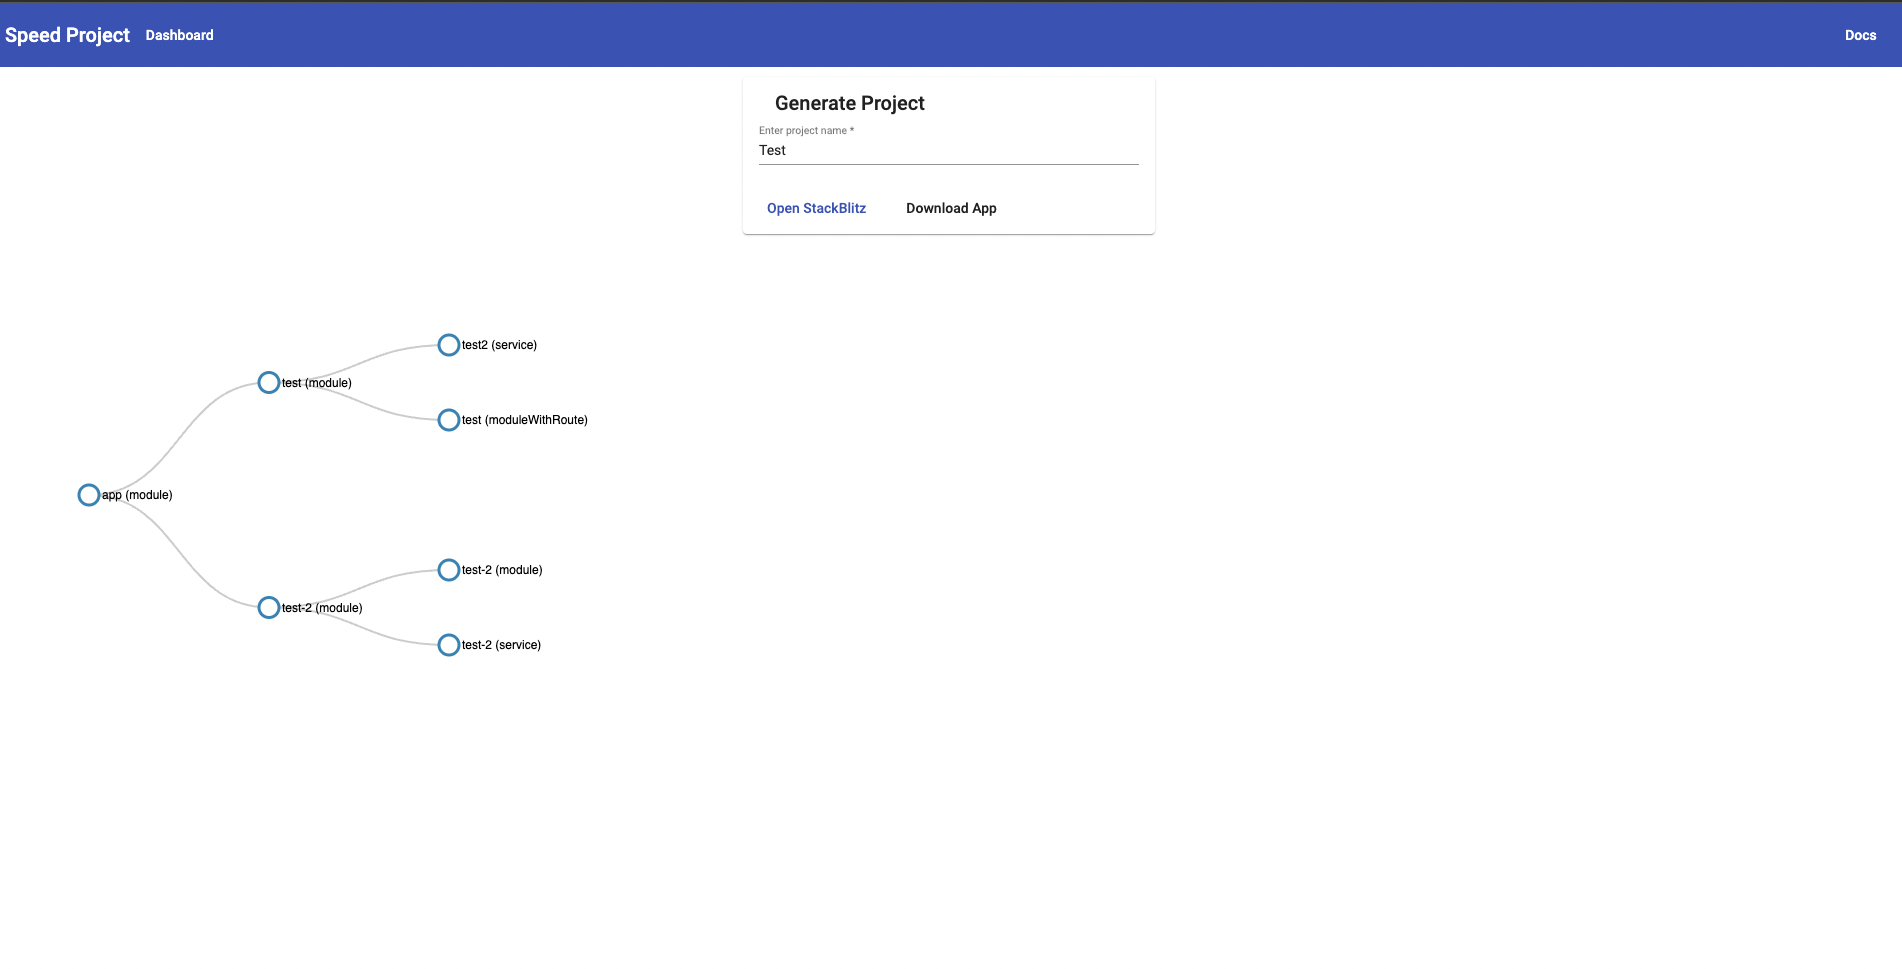 Speed Project Dashboard Docs
Generate Project
Enter project name *
Test
Open StackBlitz Download App
test2 (service)
test (module)
test (moduleWithRoute)
app (module)
test-2 (module)
test-2 (module)
test-2 (service)